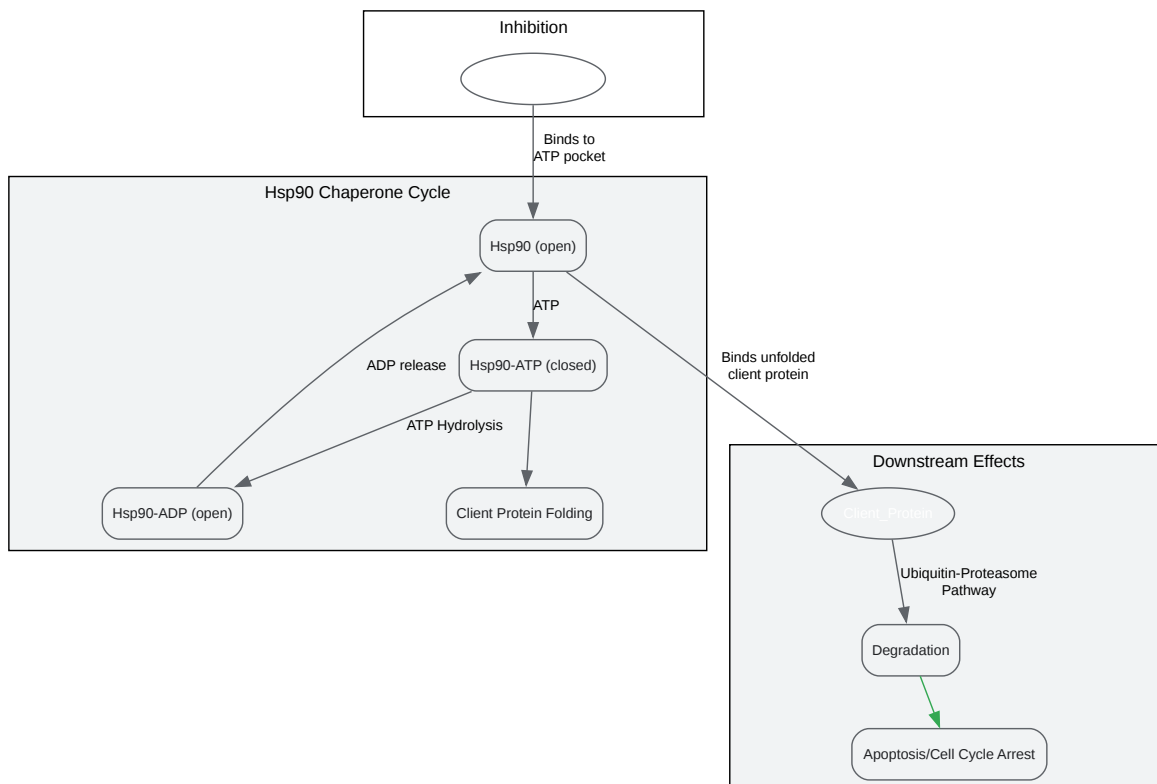 Inhibition
Binds to
ATP pocket
Hsp90 Chaperone Cycle
Hsp90 (open)
ATP
Hsp90-ATP (closed)
ADP release
ATP Hydrolysis
Hsp90-ADP (open)
Client Protein Folding
Binds unfolded
client protein
Downstream Effects
Client_Protein
Ubiquitin-Proteasome
Pathway
Degradation
Apoptosis/Cell Cycle Arrest